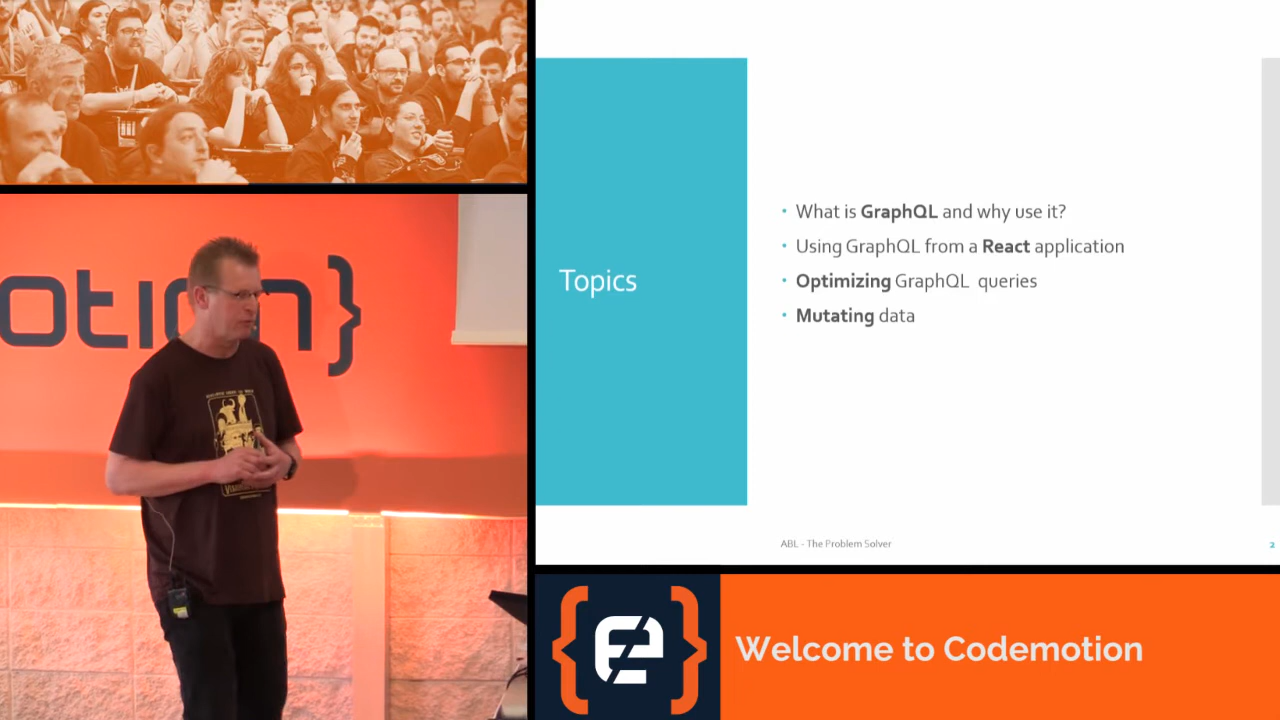 otion}
Topics
• What is GraphQL and why use it?
• Using GraphQL from a React application
• Optimizing GraphQL queries
• Mutating data
ABL - The Problem Solver
2
Welcome to Codemotion